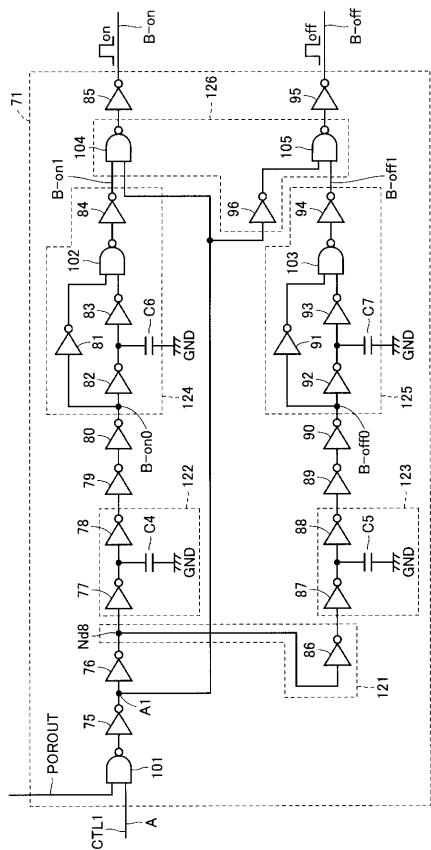 71
POROUT
CTL1
A
101
75
A1
76
Nd8
77
C4
GND
78
122
79
80
B-on0
81
82
C6
GND
83
102
84
124
B-on1
104
126
85
on
B-on
121
86
87
C5
GND
88
123
89
90
B-off0
91
92
C7
GND
93
103
94
125
B-off1
96
105
95
off
B-off